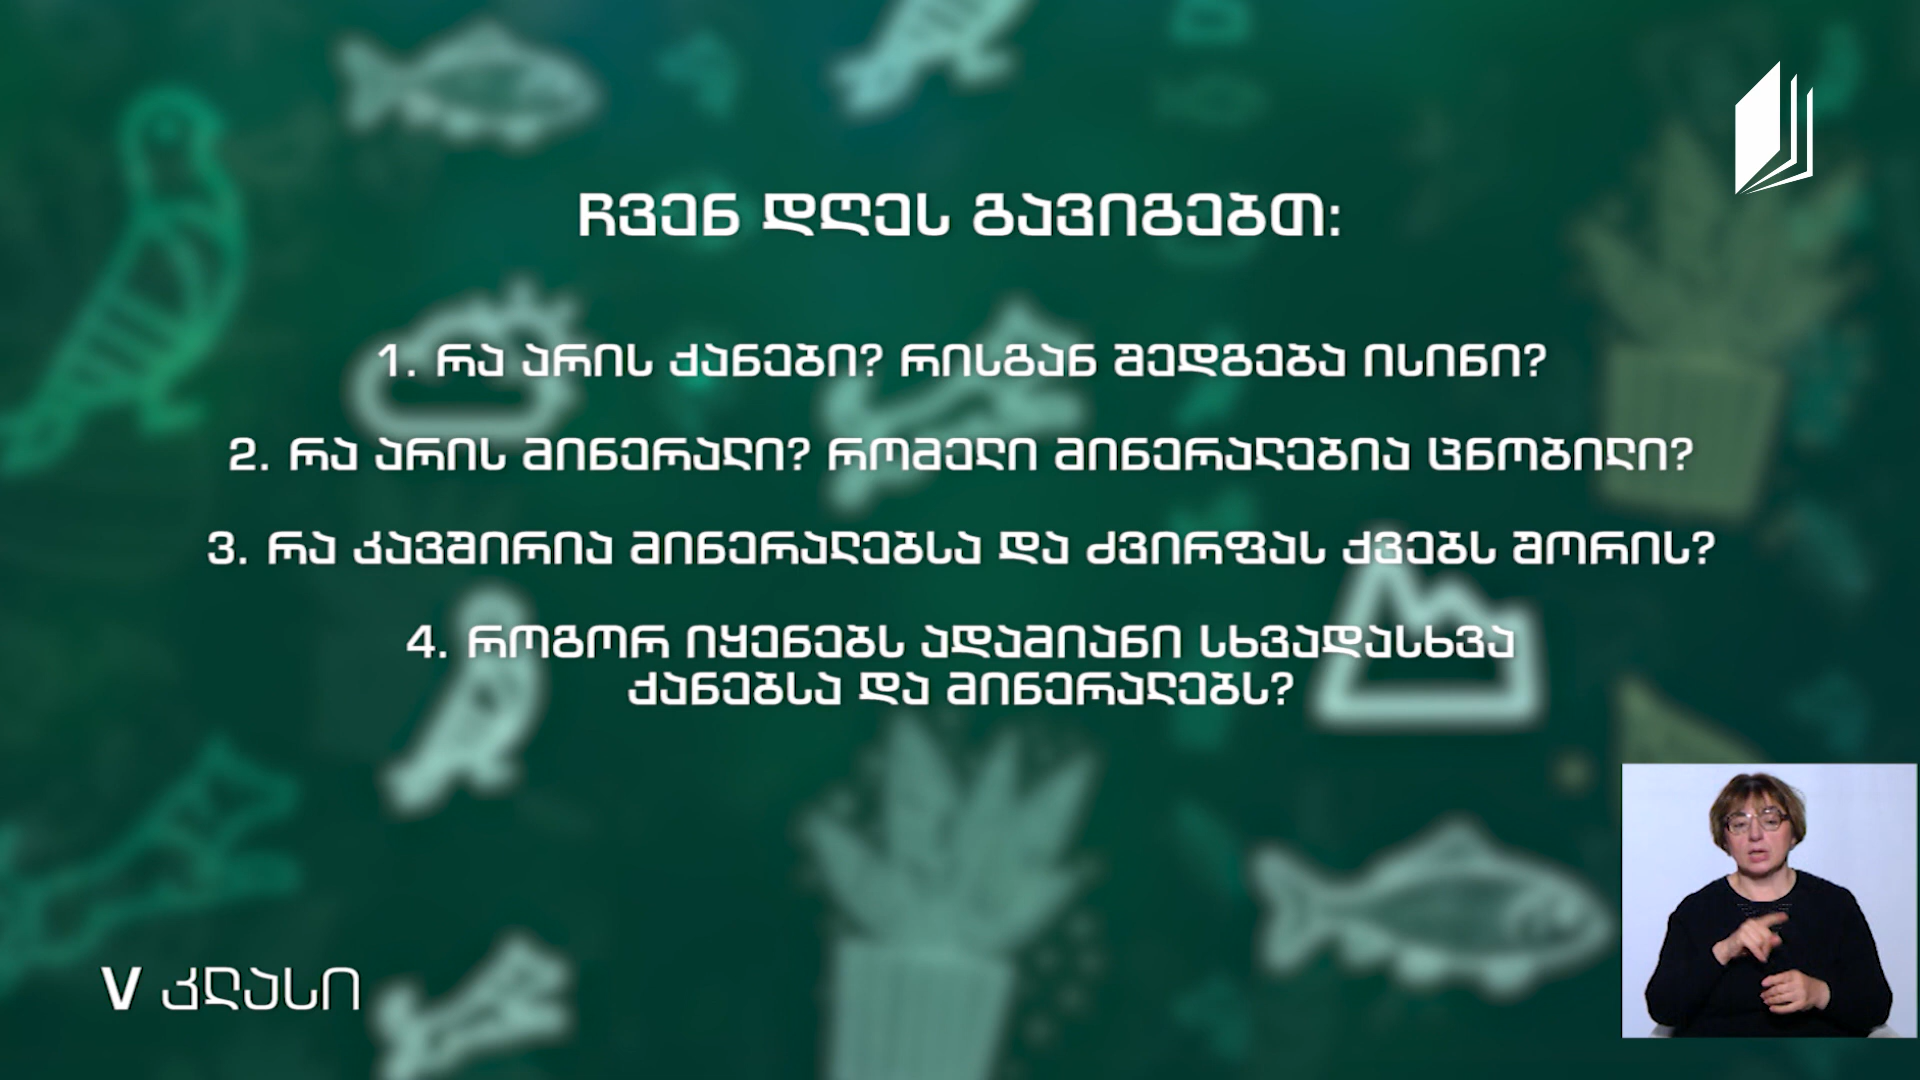 ჩვენ დღეს გავიგებთ:
1. რა არის ქანები? რისგან შედგება ისინი?
2. რა არის მინერალი? რომელი მინერალებია ცნობილი?
3. რა კავშირია მინერალებსა და ძვირფას ქვებს შორის?
4. როგორ იყენებს ადამიანი სხვადასხვა
ქანებსა და მინერალებს?
V კლასი